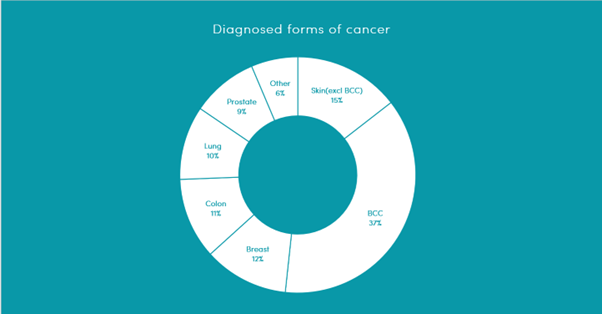 Diagnosed forms of cancer
Other
6%
Skin(excl BCC)
15%
Prostate
9%
Lung
10%
Colon
11%
BCC
37%
Breast
12%